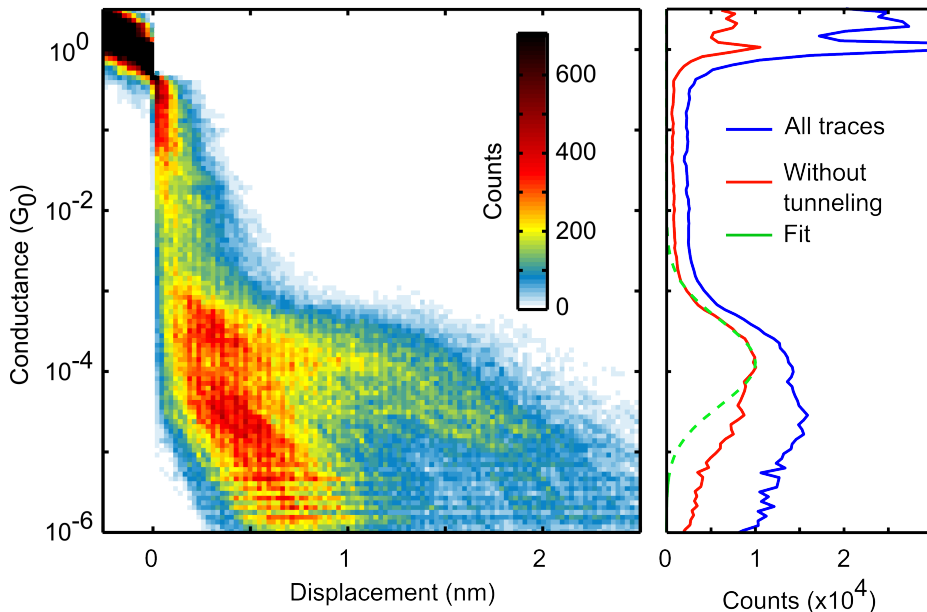 Conductance (G0)
10^0
10^-2
10^-4
10^-6
0
1
2
Displacement (nm)
Counts
600
400
200
0
All traces
Without
tunneling
Fit
0
1
2
Counts (x10^4)